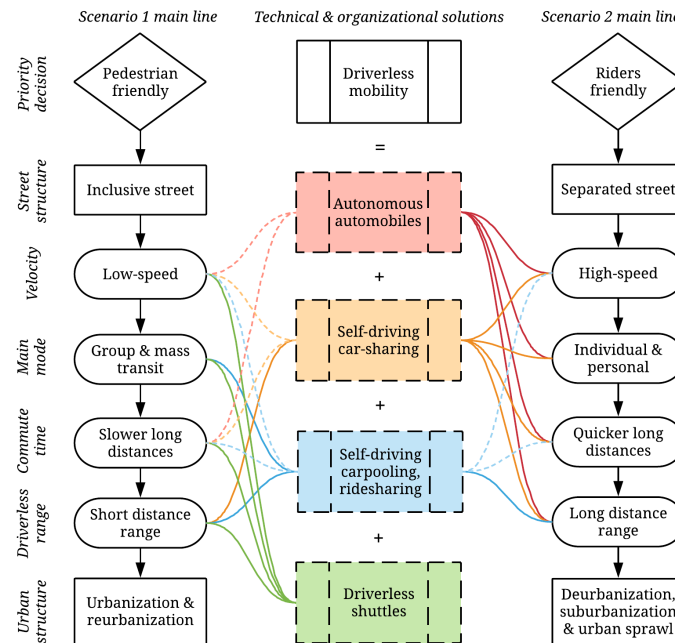 Scenario 1 main line
Technical & organizational solutions
Scenario 2 main line
Priority
decision
Pedestrian
friendly
Driverless
mobility
Riders
friendly
=
Street
structure
Inclusive street
Autonomous
automobiles
Separated street
Velocity
Low-speed
+
High-speed
Main
mode
Group & mass
transit
Self-driving
car-sharing
Individual &
personal
+
Commute
time
Slower long
distances
Self-driving
carpooling,
ridesharing
Quicker long
distances
Driverless
range
Short distance
range
+
Long distance
range
Urban
structure
Urbanization &
reurbanization
Driverless
shuttles
Deurbanization,
suburbanization
& urban sprawl